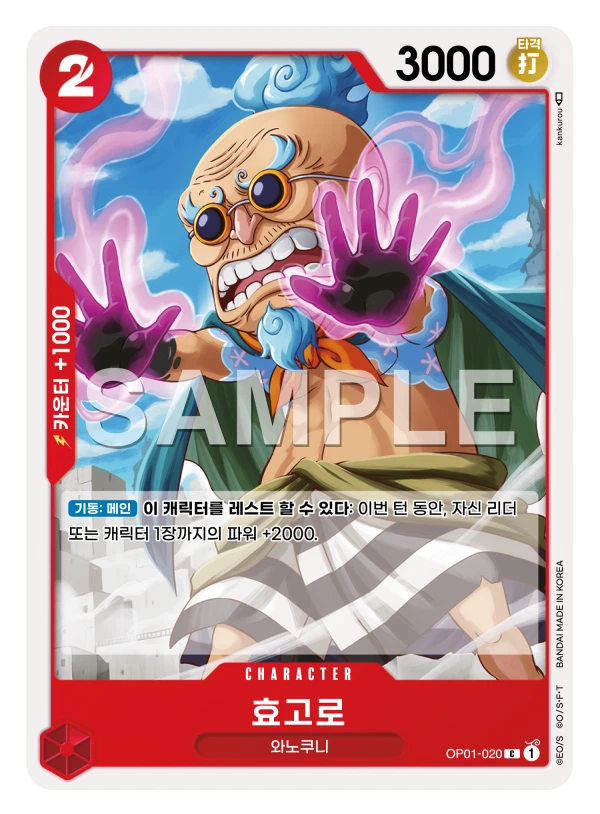 2
3000
타격
打
kankurou
카운터 +1000
SAMPLE
기동: 메인 이 캐릭터를 레스트 할 수 있다: 이번 턴 동안, 자신 리더
또는 캐릭터 1장까지의 파워 +2000.
CHARACTER
효고로
와노쿠니
OP01-020 C 1
©EO/S ©O/S·F·T BANDAI MADE IN KOREA